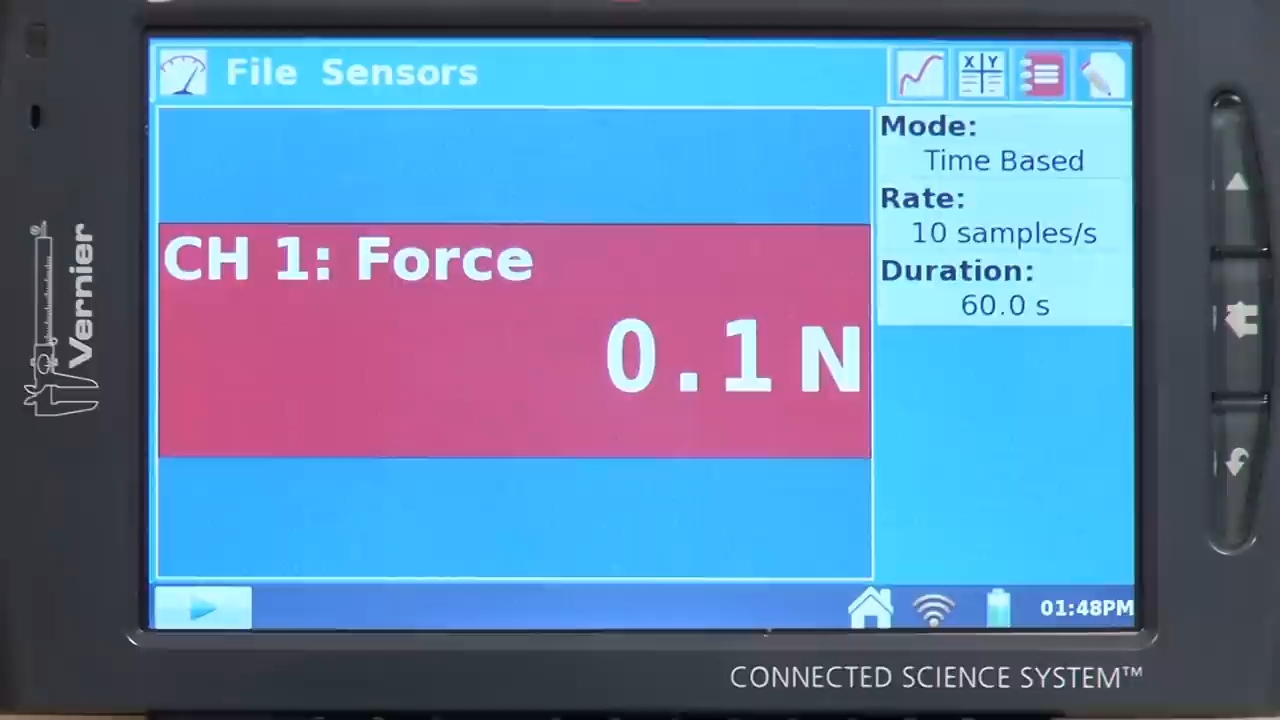 File Sensors
X Y
Mode:
Time Based
Rate:
10 samples/s
Duration:
60.0 s
CH 1: Force
0.1 N
01:48PM
Vernier®
CONNECTED SCIENCE SYSTEM™